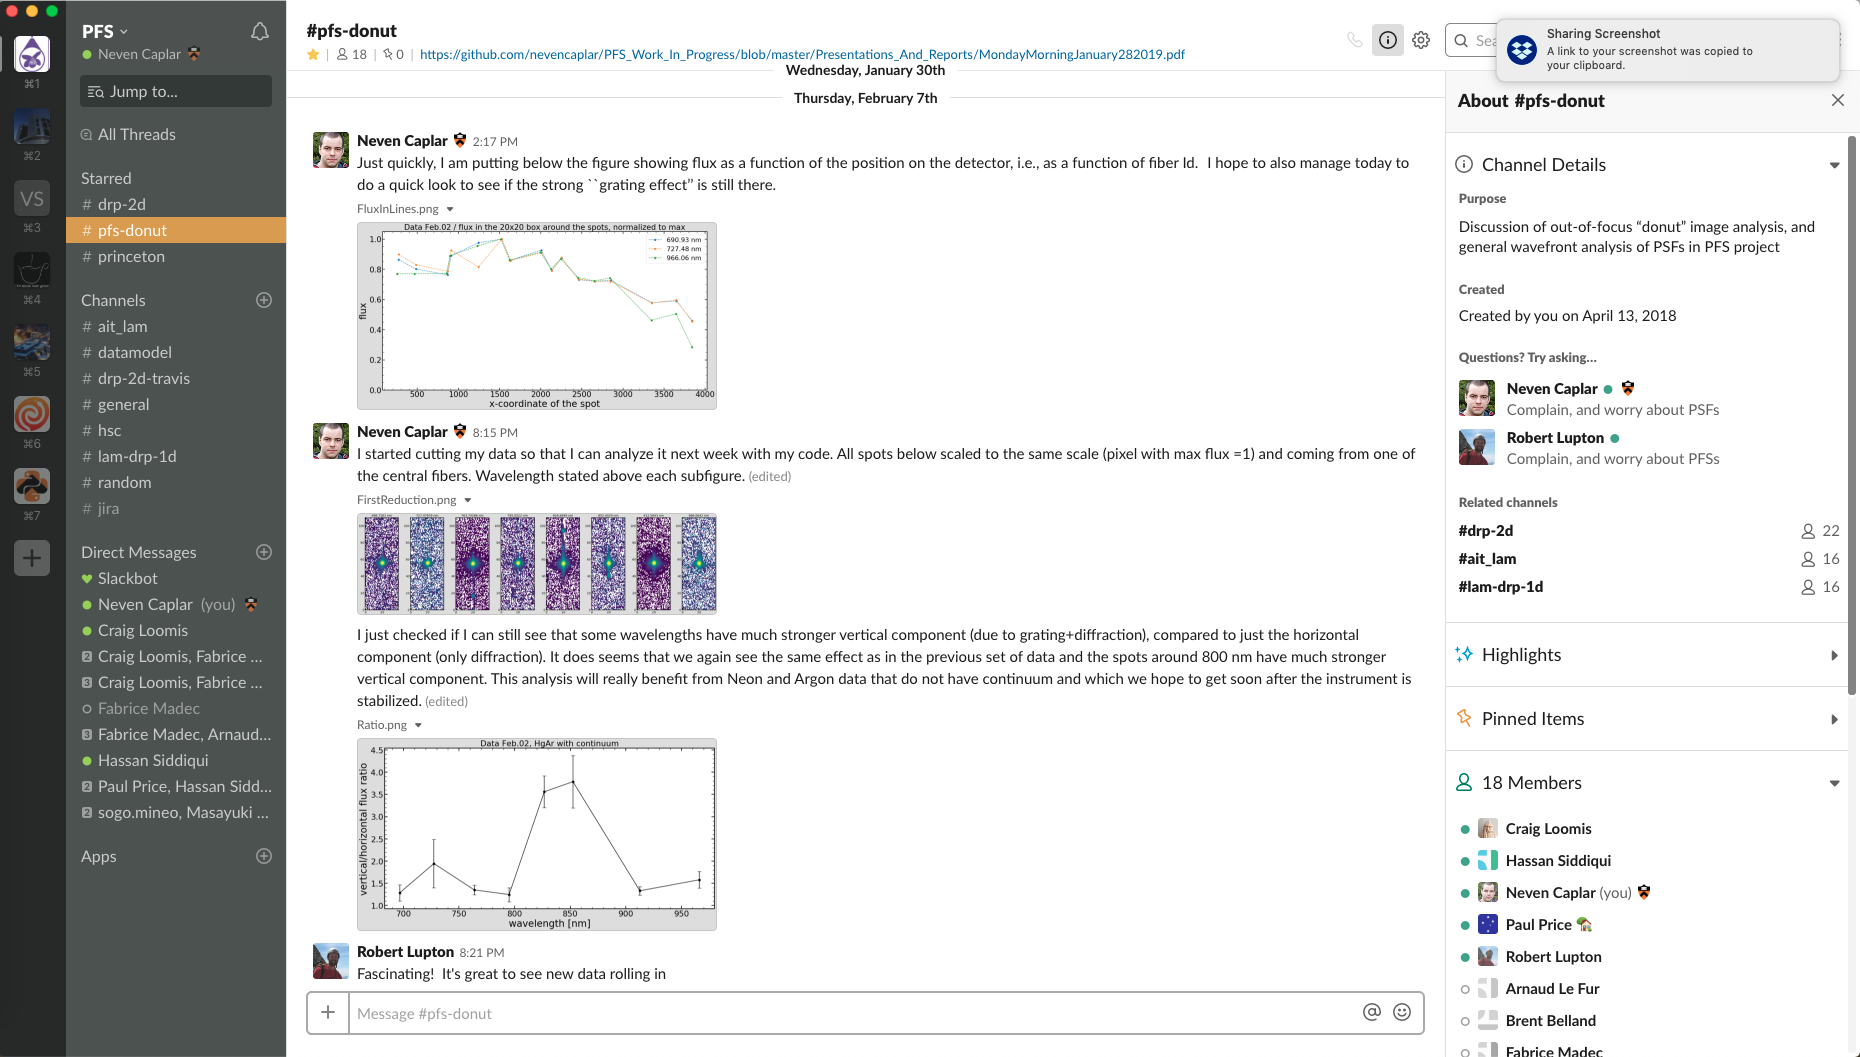 PFS
Neven Caplar
Jump to...
All Threads
Starred
# drp-2d
# pfs-donut
# princeton
Channels
# ait_lam
# datamodel
# drp-2d-travis
# general
# hsc
# lam-drp-1d
# random
# jira
Direct Messages
Slackbot
Neven Caplar (you)
Craig Loomis
2 Craig Loomis, Fabrice ...
3 Craig Loomis, Fabrice ...
Fabrice Madec
3 Fabrice Madec, Arnaud...
Hassan Siddiqui
2 Paul Price, Hassan Sidd...
2 sogo.mineo, Masayuki ...
Apps
⌘1
⌘2
VS
⌘3
⌘4
⌘5
⌘6
⌘7
#pfs-donut
18 | 0 | https://github.com/nevencaplar/PFS_Work_In_Progress/blob/master/Presentations_And_Reports/MondayMorningJanuary282019.pdf
Wednesday, January 30th
Thursday, February 7th
Neven Caplar 2:17 PM
Just quickly, I am putting below the figure showing flux as a function of the position on the detector, i.e., as a function of fiber Id. I hope to also manage today to
do a quick look to see if the strong ``grating effect'' is still there.
FluxInLines.png
Data Feb.02 / flux in the 20x20 box around the spots, normalized to max
690.93 nm
727.48 nm
966.06 nm
1.0
0.8
0.6
0.4
0.2
0.0
flux
500 1000 1500 2000 2500 3000 3500 4000
x-coordinate of the spot
Neven Caplar 8:15 PM
I started cutting my data so that I can analyze it next week with my code. All spots below scaled to the same scale (pixel with max flux =1) and coming from one of
the central fibers. Wavelength stated above each subfigure. (edited)
FirstReduction.png
I just checked if I can still see that some wavelengths have much stronger vertical component (due to grating+diffraction), compared to just the horizontal
component (only diffraction). It does seems that we again see the same effect as in the previous set of data and the spots around 800 nm have much stronger
vertical component. This analysis will really benefit from Neon and Argon data that do not have continuum and which we hope to get soon after the instrument is
stabilized. (edited)
Ratio.png
Data Feb.02, HgAr with continuum
4.5
4.0
3.5
3.0
2.5
2.0
1.5
1.0
vertical/horizontal flux ratio
700 750 800 850 900 950
wavelength [nm]
Robert Lupton 8:21 PM
Fascinating! It's great to see new data rolling in
Message #pfs-donut
Sea
Sharing Screenshot
A link to your screenshot was copied to
your clipboard.
About #pfs-donut
Channel Details
Purpose
Discussion of out-of-focus “donut” image analysis, and
general wavefront analysis of PSFs in PFS project
Created
Created by you on April 13, 2018
Questions? Try asking...
Neven Caplar
Complain, and worry about PSFs
Robert Lupton
Complain, and worry about PFSs
Related channels
#drp-2d 22
#ait_lam 16
#lam-drp-1d 16
Highlights
Pinned Items
18 Members
Craig Loomis
Hassan Siddiqui
Neven Caplar (you)
Paul Price
Robert Lupton
Arnaud Le Fur
Brent Belland
Fabrice Madec